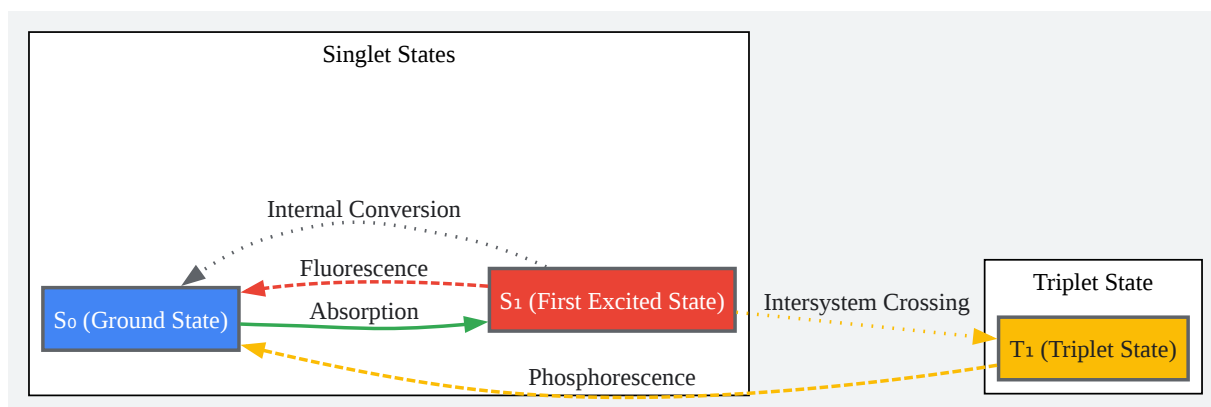 Singlet States
Internal Conversion
Fluorescence
Absorption
S₀ (Ground State)
S₁ (First Excited State)
Intersystem Crossing
Phosphorescence
Triplet State
T₁ (Triplet State)